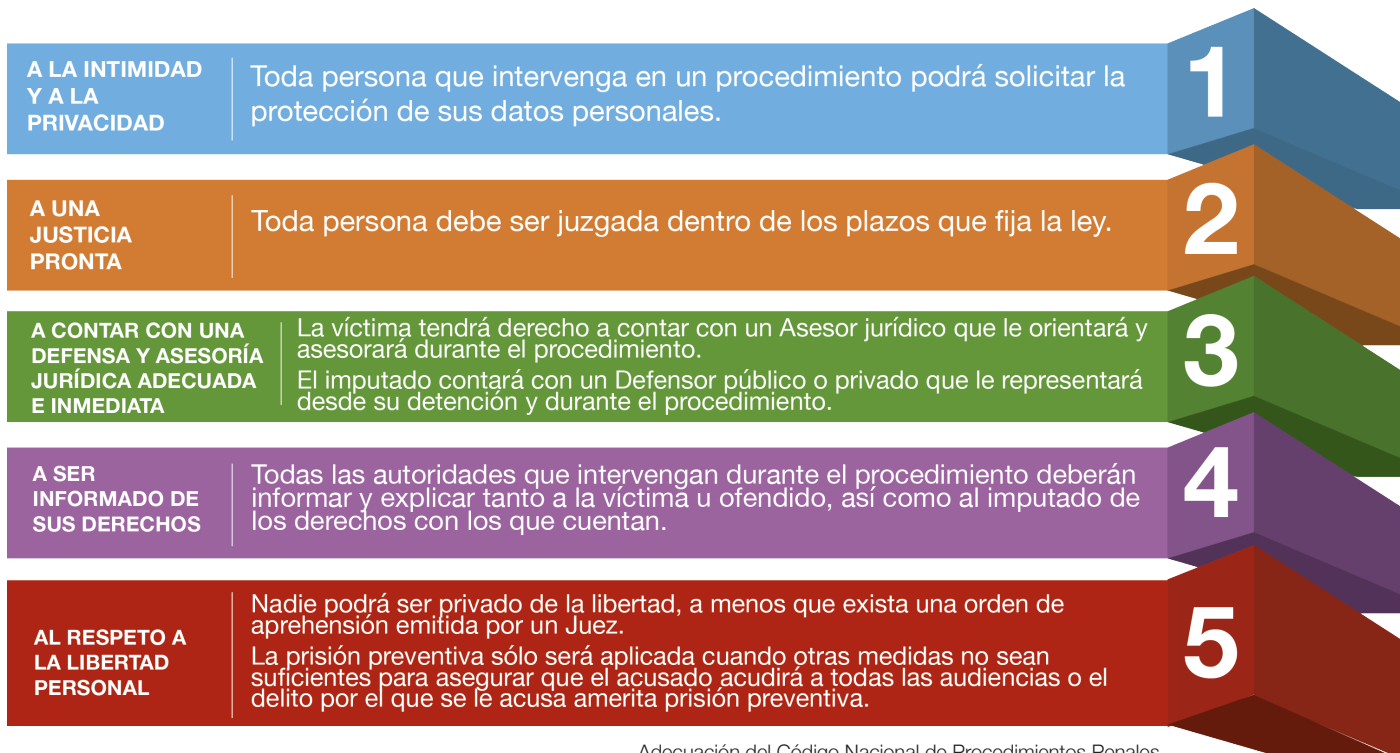 A LA INTIMIDAD
Y A LA
PRIVACIDAD
Toda persona que intervenga en un procedimiento podrá solicitar la
protección de sus datos personales.
1
A UNA
JUSTICIA
PRONTA
Toda persona debe ser juzgada dentro de los plazos que fija la ley.
2
A CONTAR CON UNA
DEFENSA Y ASESORÍA
JURÍDICA ADECUADA
E INMEDIATA
La víctima tendrá derecho a contar con un Asesor jurídico que le orientará y
asesorará durante el procedimiento.
El imputado contará con un Defensor público o privado que le representará
desde su detención y durante el procedimiento.
3
A SER
INFORMADO DE
SUS DERECHOS
Todas las autoridades que intervengan durante el procedimiento deberán
informar y explicar tanto a la víctima u ofendido, así como al imputado de
los derechos con los que cuentan.
4
AL RESPETO A
LA LIBERTAD
PERSONAL
Nadie podrá ser privado de la libertad, a menos que exista una orden de
aprehensión emitida por un Juez.
La prisión preventiva sólo será aplicada cuando otras medidas no sean
suficientes para asegurar que el acusado acudirá a todas las audiencias o el
delito por el que se le acusa amerita prisión preventiva.
5
Adecuación del Código Nacional de Procedimientos Penales